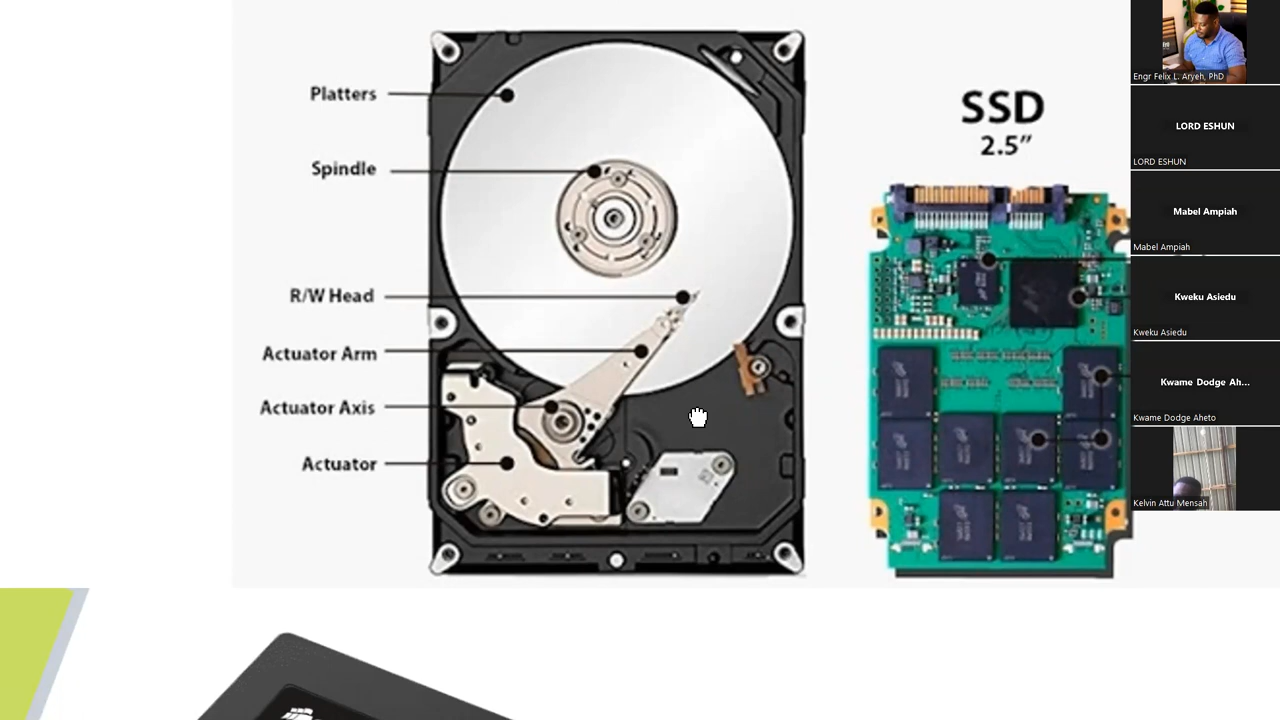 Platters
Spindle
R/W Head
Actuator Arm
Actuator Axis
Actuator
SSD
2.5”
Engr Felix L. Aryeh, PhD
LORD ESHUN
LORD ESHUN
Mabel Ampiah
Mabel Ampiah
Kweku Asiedu
Kweku Asiedu
Kwame Dodge Ah...
Kwame Dodge Aheto
Kelvin Attu Mensah